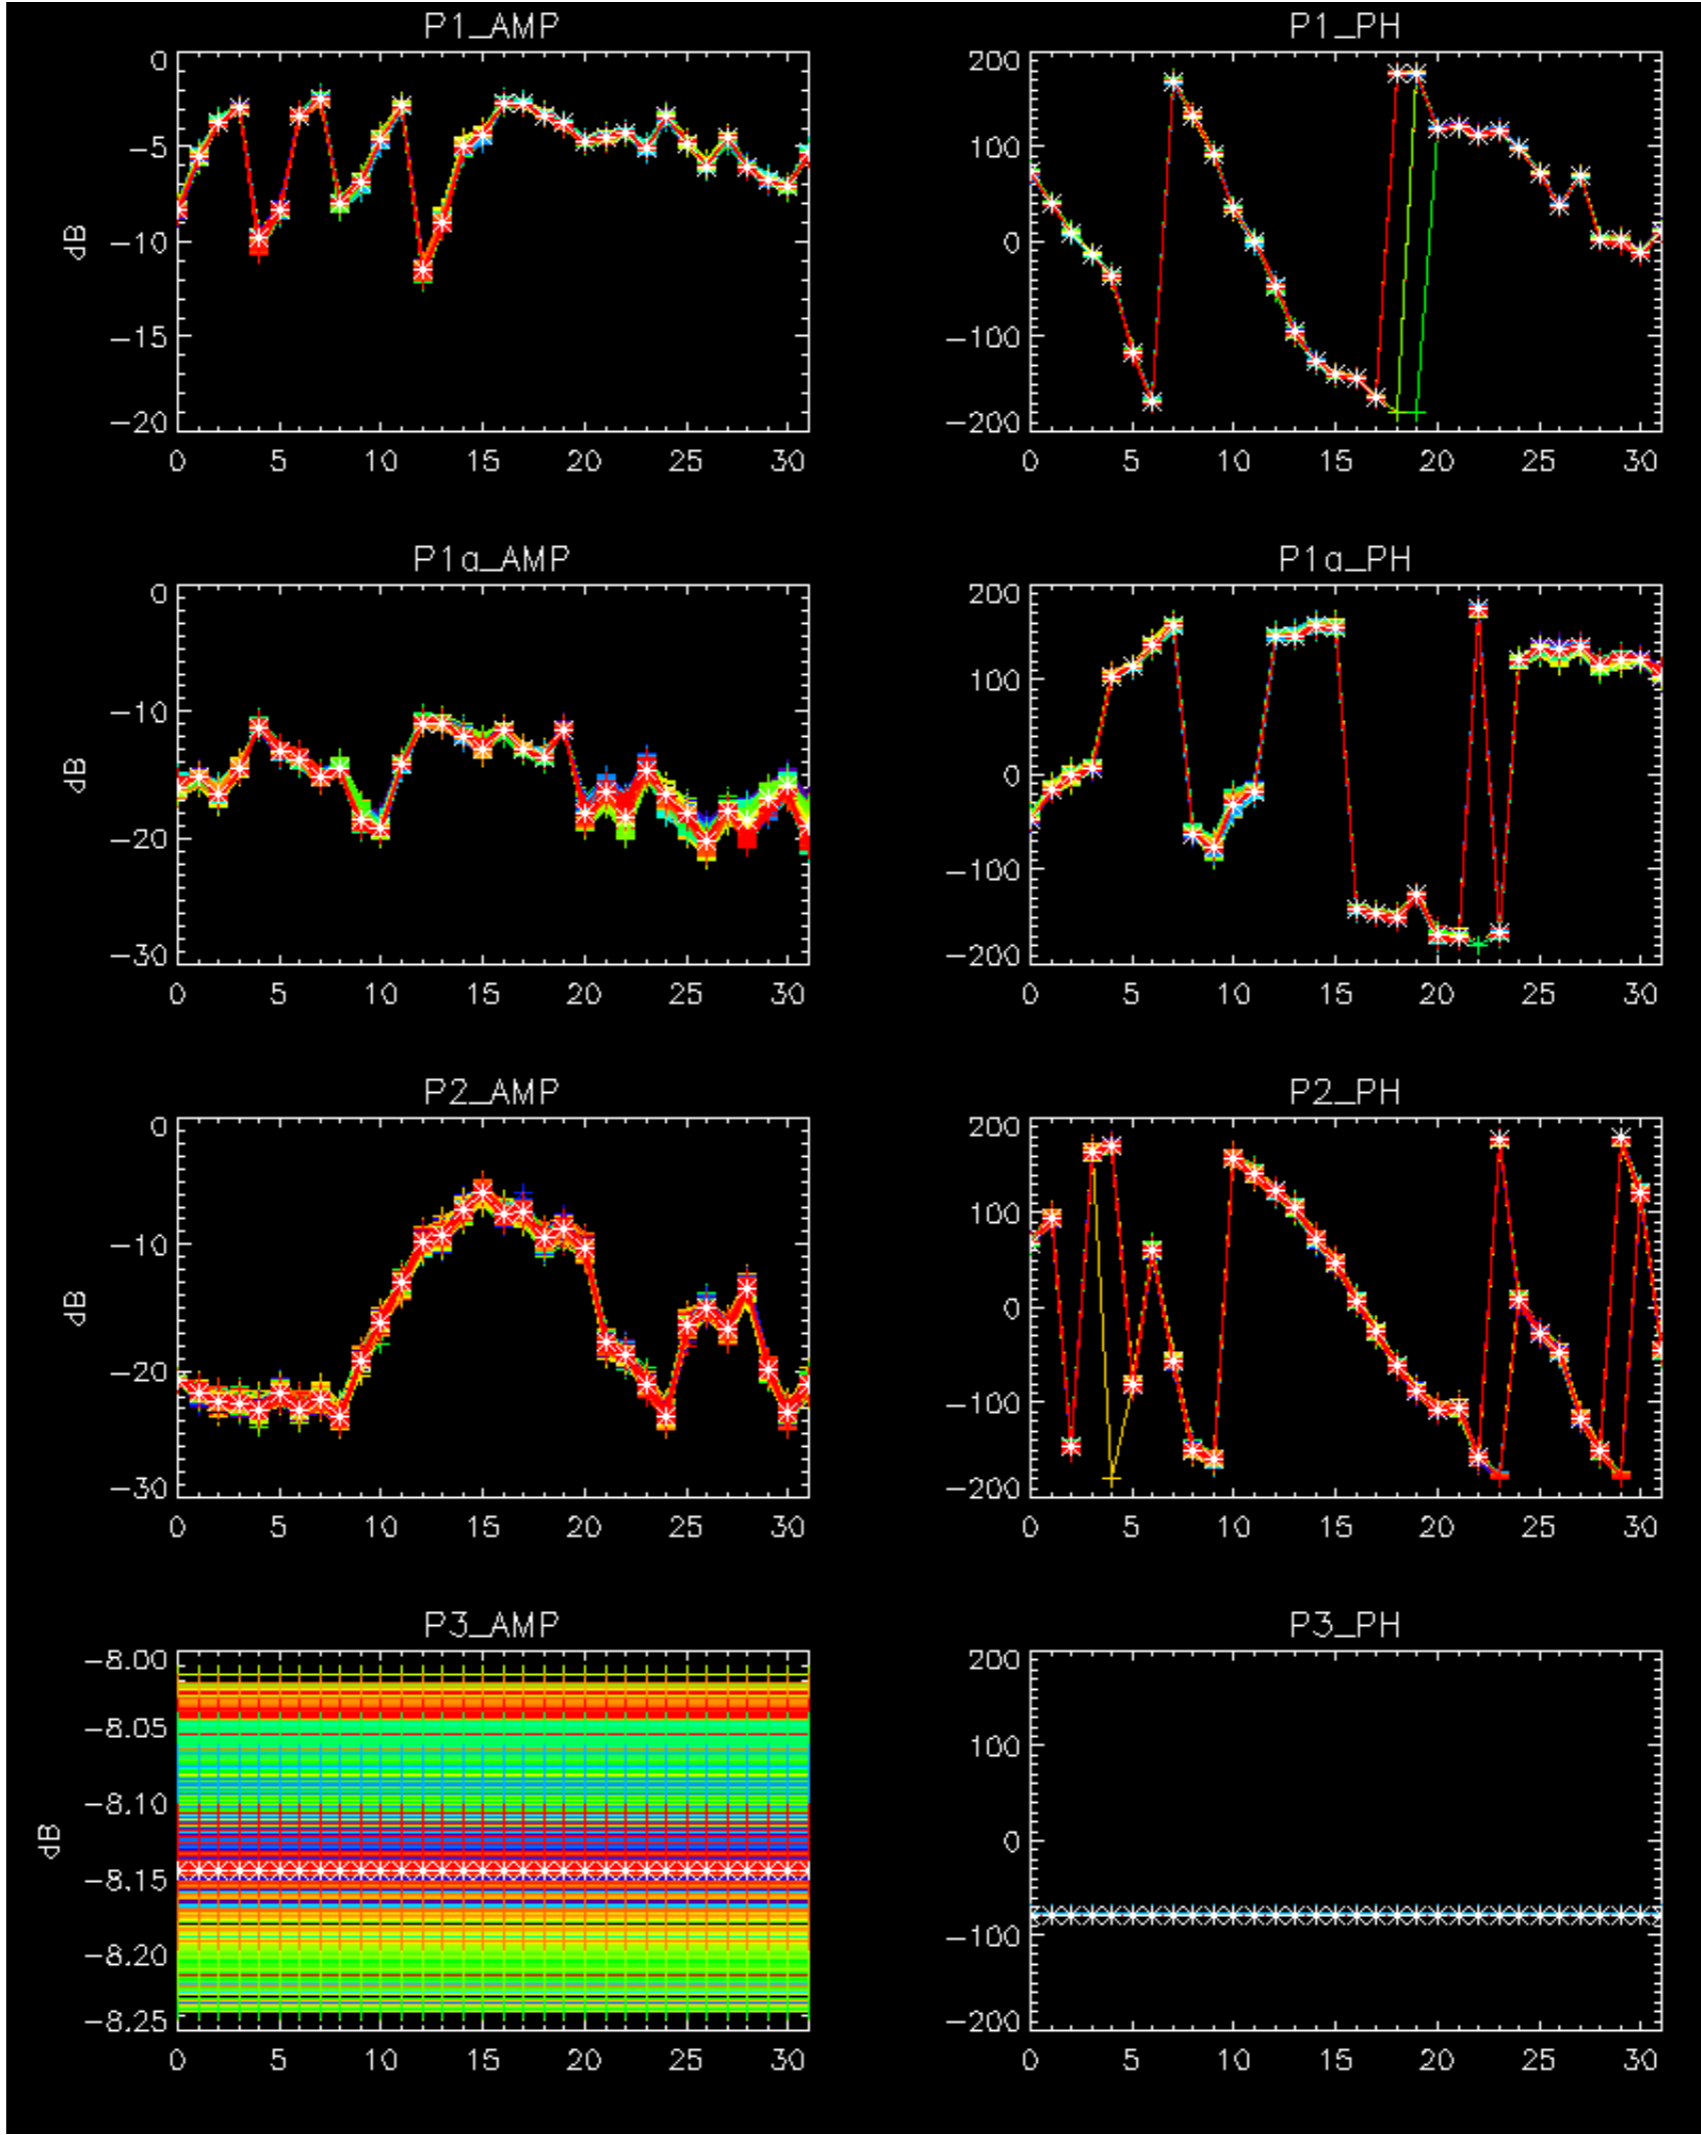 P1_AMP P1_PH
0 200
-5 100
dB -10 0
-15 -100
-20 -200
0 5 10 15 20 25 30 0 5 10 15 20 25 30
P1a_AMP P1a_PH
0 200
-10 100
dB 0
-20 -100
-30 -200
0 5 10 15 20 25 30 0 5 10 15 20 25 30
P2_AMP P2_PH
0 200
-10 100
dB 0
-20 -100
-30 -200
0 5 10 15 20 25 30 0 5 10 15 20 25 30
P3_AMP P3_PH
-8.00 200
-8.05 100
-8.10
dB 0
-8.15
-8.20 -100
-8.25 -200
0 5 10 15 20 25 30 0 5 10 15 20 25 30